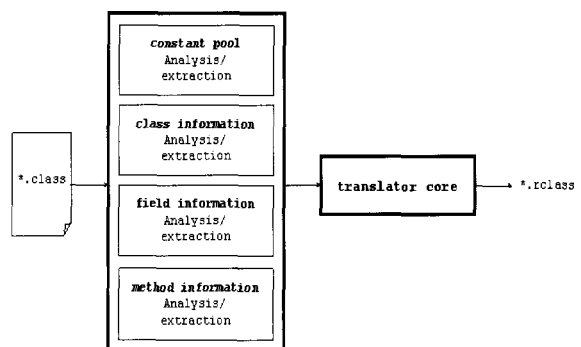 constant pool
Analysis/
extraction
class information
Analysis/
extraction
*.class
translator core
*.rclass
field information
Analysis/
extraction
method information
Analysis/
extraction